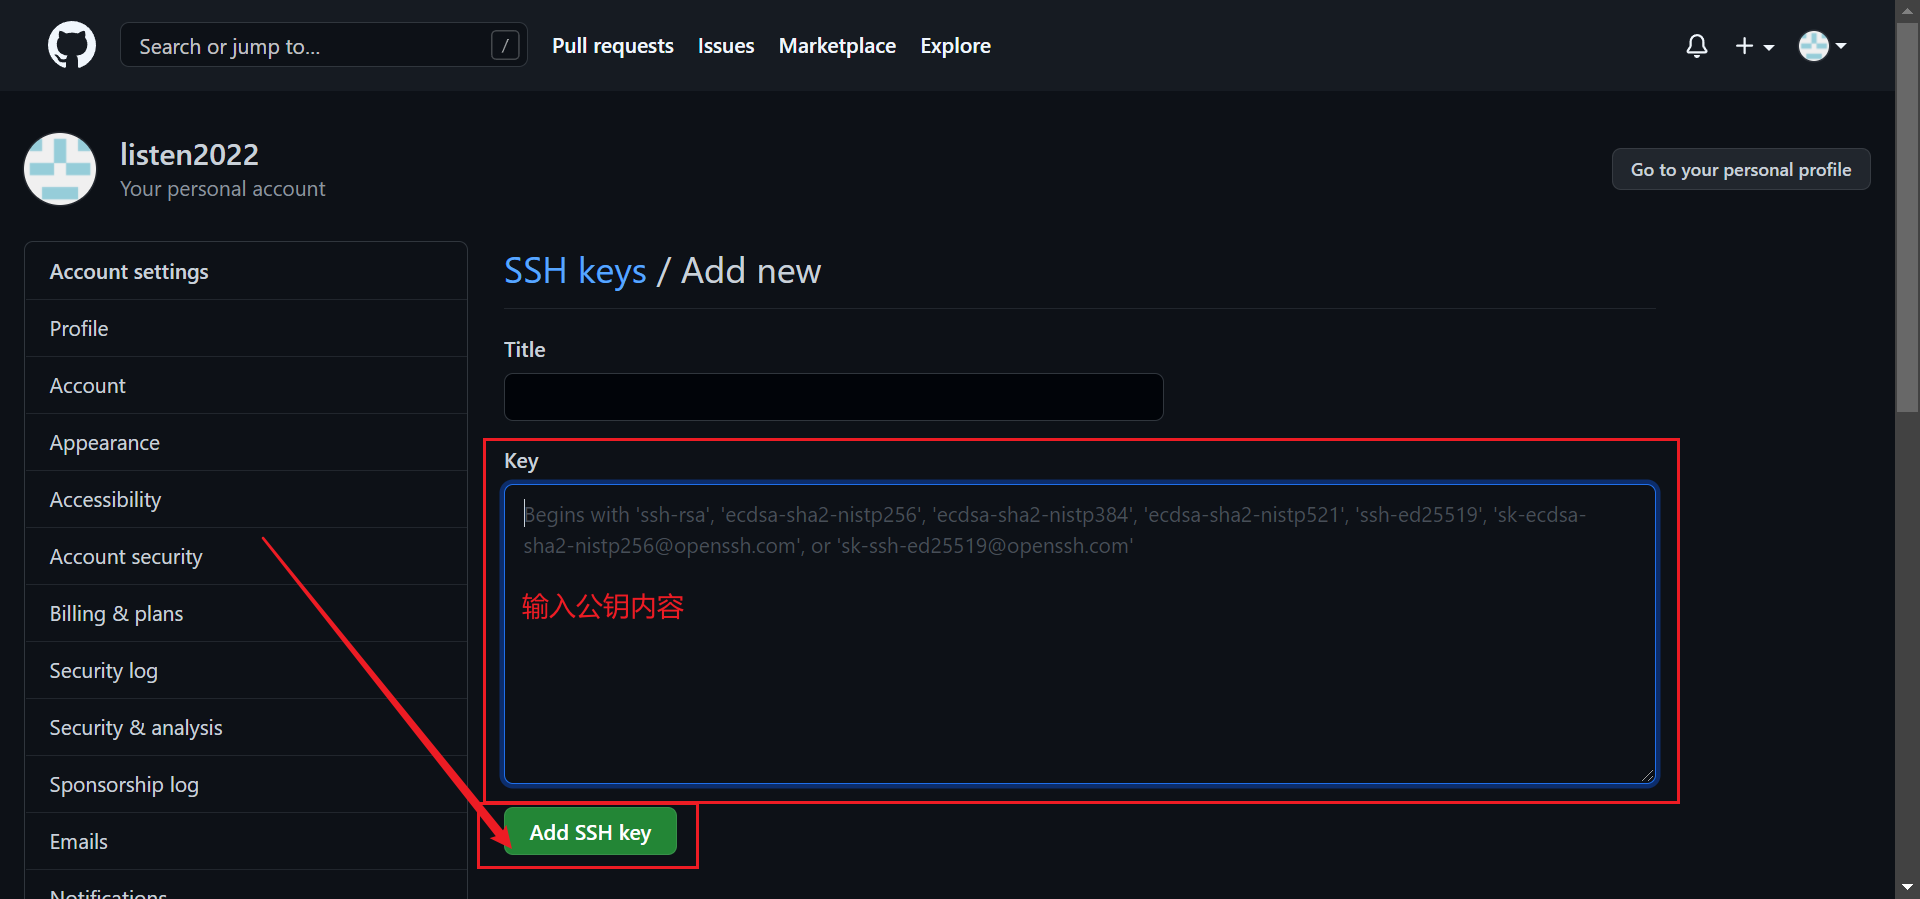 Search or jump to...
/
Pull requests
Issues
Marketplace
Explore
listen2022
Your personal account
Go to your personal profile
Account settings
Profile
Account
Appearance
Accessibility
Account security
Billing & plans
Security log
Security & analysis
Sponsorship log
Emails
Notifications
SSH keys / Add new
Title
Key
Begins with 'ssh-rsa', 'ecdsa-sha2-nistp256', 'ecdsa-sha2-nistp384', 'ecdsa-sha2-nistp521', 'ssh-ed25519', 'sk-ecdsa-
sha2-nistp256@openssh.com', or 'sk-ssh-ed25519@openssh.com'
输入公钥内容
Add SSH key